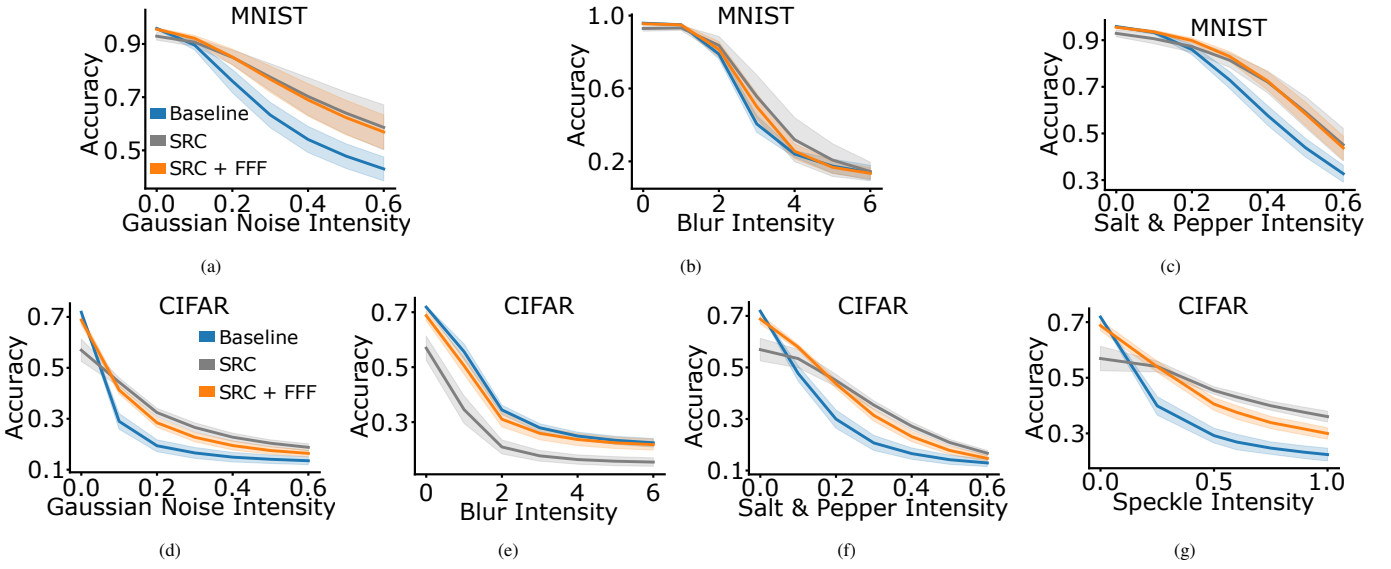 MNIST
Accuracy
0.9
0.7
0.5
Baseline
SRC
SRC + FFF
0.0 0.2 0.4 0.6
Gaussian Noise Intensity
(a)
MNIST
Accuracy
1.0
0.6
0.2
0 2 4 6
Blur Intensity
(b)
MNIST
Accuracy
0.9
0.7
0.5
0.3
0.0 0.2 0.4 0.6
Salt & Pepper Intensity
(c)
CIFAR
Accuracy
0.7
0.5
0.3
0.1
Baseline
SRC
SRC + FFF
0.0 0.2 0.4 0.6
Gaussian Noise Intensity
(d)
CIFAR
Accuracy
0.7
0.5
0.3
0 2 4 6
Blur Intensity
(e)
CIFAR
Accuracy
0.7
0.5
0.3
0.1
0.0 0.2 0.4 0.6
Salt & Pepper Intensity
(f)
CIFAR
Accuracy
0.7
0.5
0.3
0.0 0.5 1.0
Speckle Intensity
(g)